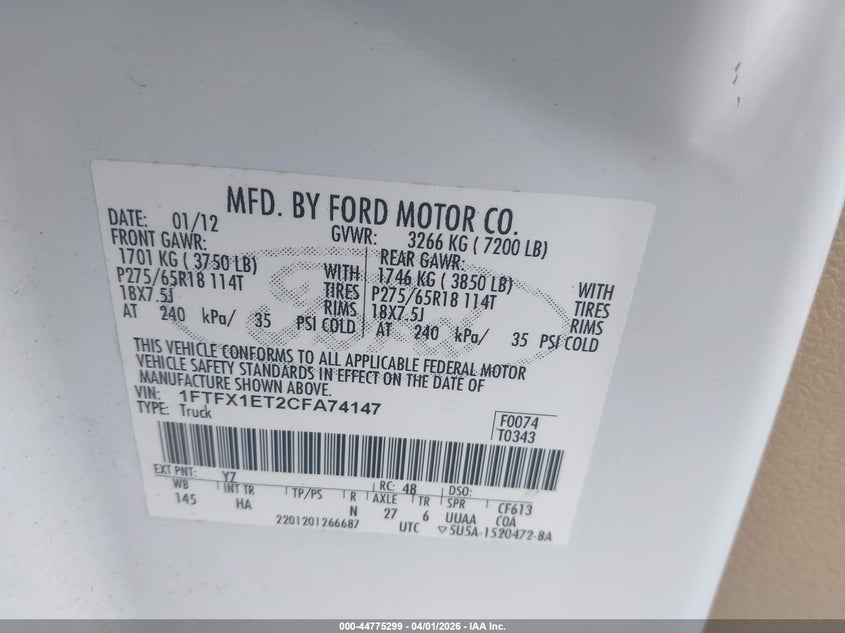 MFD. BY FORD MOTOR CO.
DATE: 01/12 GVWR: 3266 KG ( 7200 LB)
FRONT GAWR: REAR GAWR:
1701 KG ( 3750 LB) WITH 1746 KG ( 3850 LB) WITH
P275/65R18 114T TIRES P275/65R18 114T TIRES
18X7.5J RIMS 18X7.5J RIMS
AT 240 kPa/ 35 PSI COLD AT 240 kPa/ 35 PSI COLD
THIS VEHICLE CONFORMS TO ALL APPLICABLE FEDERAL MOTOR
VEHICLE SAFETY STANDARDS IN EFFECT ON THE DATE OF
MANUFACTURE SHOWN ABOVE.
VIN: 1FTFX1ET2CFA74147
TYPE: Truck
F0074
T0343
EXT PNT: YZ RC: 48 DSO:
WB INT TR TP/PS R AXLE TR SPR CF613
145 HA N 27 6 UUAA COA
2201201266687 UTC ▽5U5A-1520472-BA
000-44775299 - 04/01/2026 - IAA Inc.